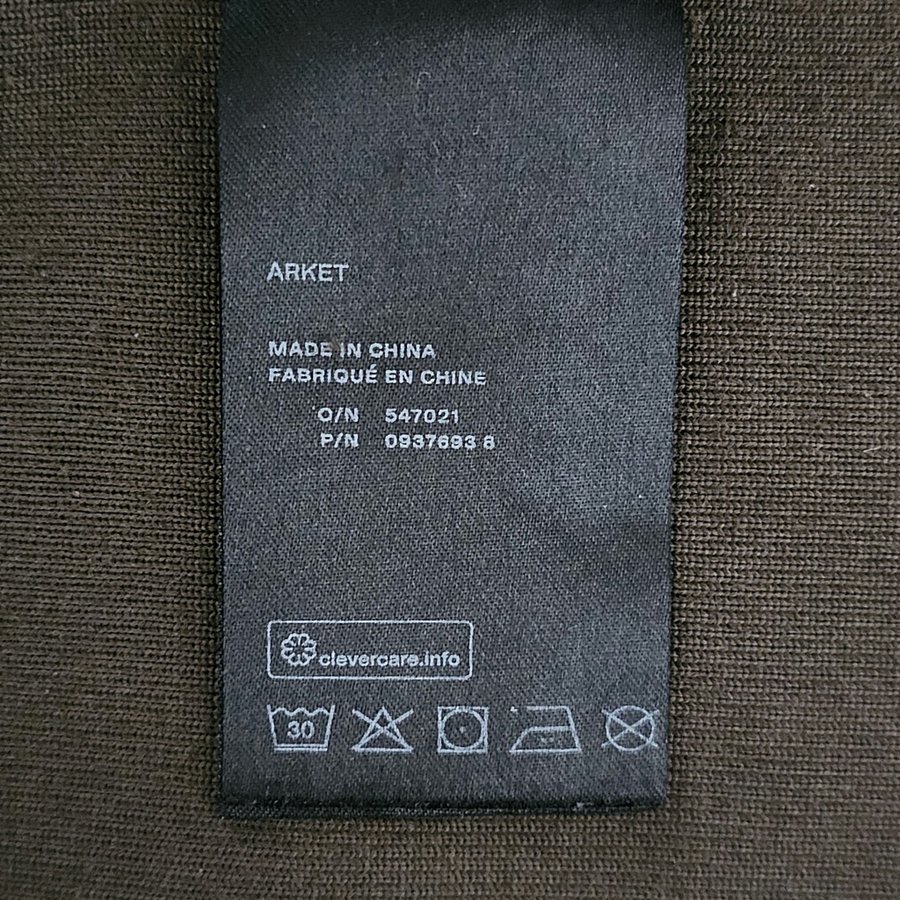 ARKET
MADE IN CHINA
FABRIQUÉ EN CHINE
O/N 547021
P/N 0937693 8
clevercare.info
30